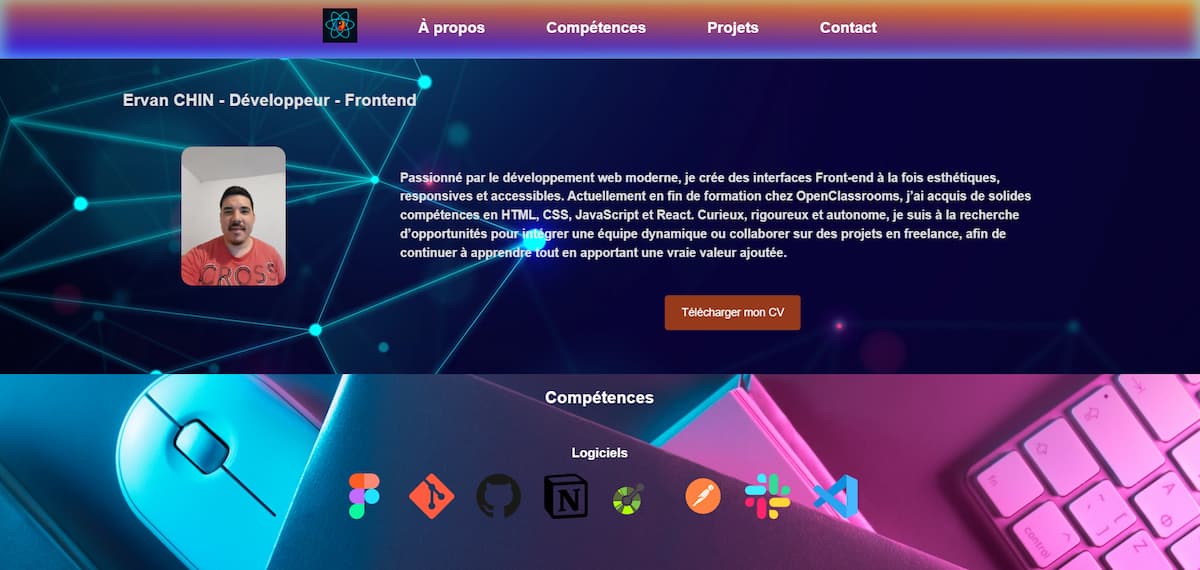 À propos
Compétences
Projets
Contact
Ervan CHIN - Développeur - Frontend
CROSS
Passionné par le développement web moderne, je crée des interfaces Front-end à la fois esthétiques,
responsives et accessibles. Actuellement en fin de formation chez OpenClassrooms, j’ai acquis de solides
compétences en HTML, CSS, JavaScript et React. Curieux, rigoureux et autonome, je suis à la recherche
d’opportunités pour intégrer une équipe dynamique ou collaborer sur des projets en freelance, afin de
continuer à apprendre tout en apportant une vraie valeur ajoutée.
Télécharger mon CV
Compétences
Logiciels
N
fn
control
A
Z